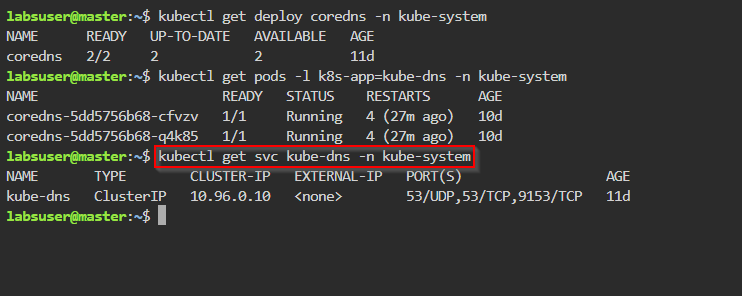 labsuser@master:~$ kubectl get deploy coredns -n kube-system
NAME READY UP-TO-DATE AVAILABLE AGE
coredns 2/2 2 2 11d
labsuser@master:~$ kubectl get pods -l k8s-app=kube-dns -n kube-system
NAME READY STATUS RESTARTS AGE
coredns-5dd5756b68-cfvzv 1/1 Running 4 (27m ago) 10d
coredns-5dd5756b68-q4k85 1/1 Running 4 (27m ago) 10d
labsuser@master:~$ kubectl get svc kube-dns -n kube-system
NAME TYPE CLUSTER-IP EXTERNAL-IP PORT(S) AGE
kube-dns ClusterIP 10.96.0.10 <none> 53/UDP,53/TCP,9153/TCP 11d
labsuser@master:~$